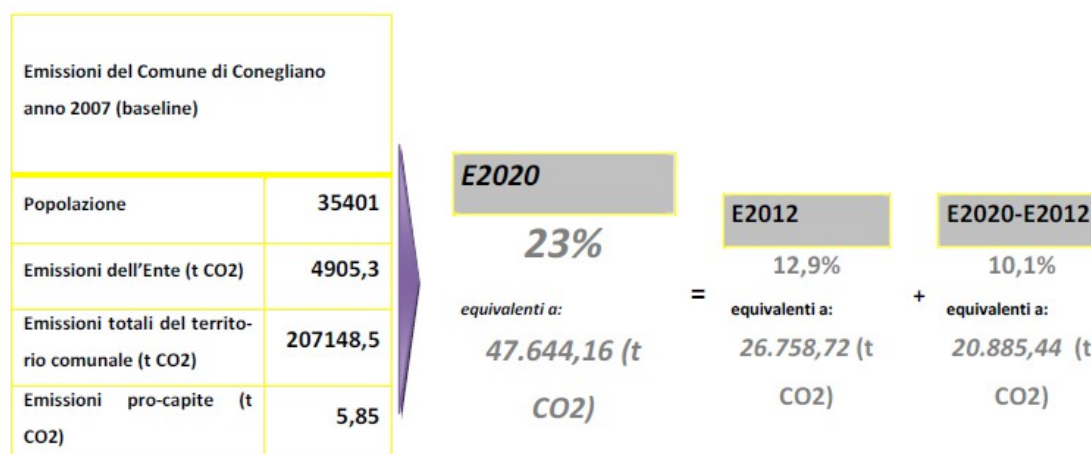 Emissioni del Comune di Conegliano
anno 2007 (baseline)
Popolazione 35401
Emissioni dell'Ente (t CO2) 4905,3
Emissioni totali del territo-
rio comunale (t CO2) 207148,5
Emissioni pro-capite (t
CO2) 5,85
E2020
23%
equivalenti a:
47.644,16 (t
CO2)
=
E2012
12,9%
equivalenti a:
26.758,72 (t
CO2)
+
E2020-E2012
10,1%
equivalenti a:
20.885,44 (t
CO2)